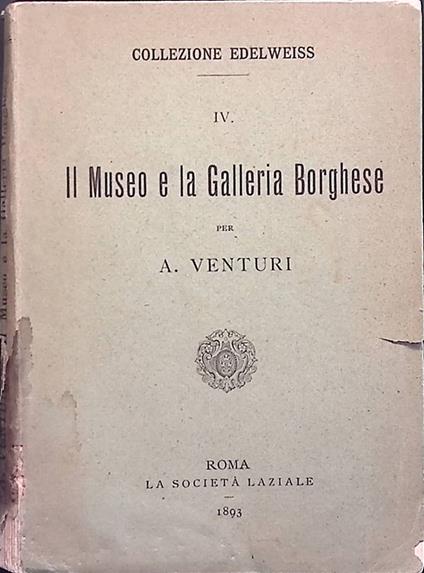 COLLEZIONE EDELWEISS
IV.
Il Museo e la Galleria Borghese
PER
A. VENTURI
ROMA
LA SOCIETÀ LAZIALE
1893